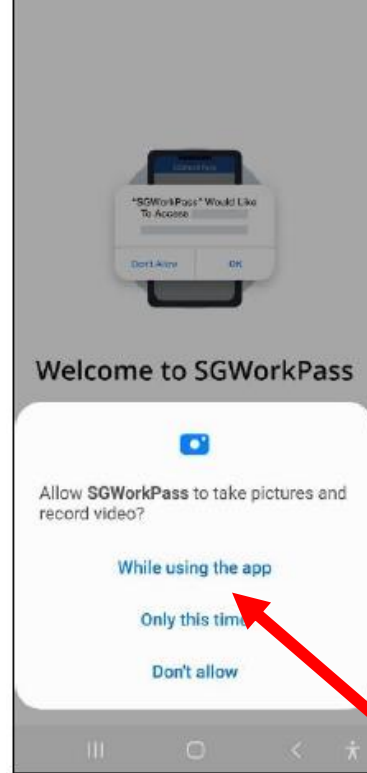 SGWorkPass
"SGWorkPass" Would Like
To Access
Don't Allow
OK
Welcome to SGWorkPass
Allow SGWorkPass to take pictures and
record video?
While using the app
Only this time
Don't allow